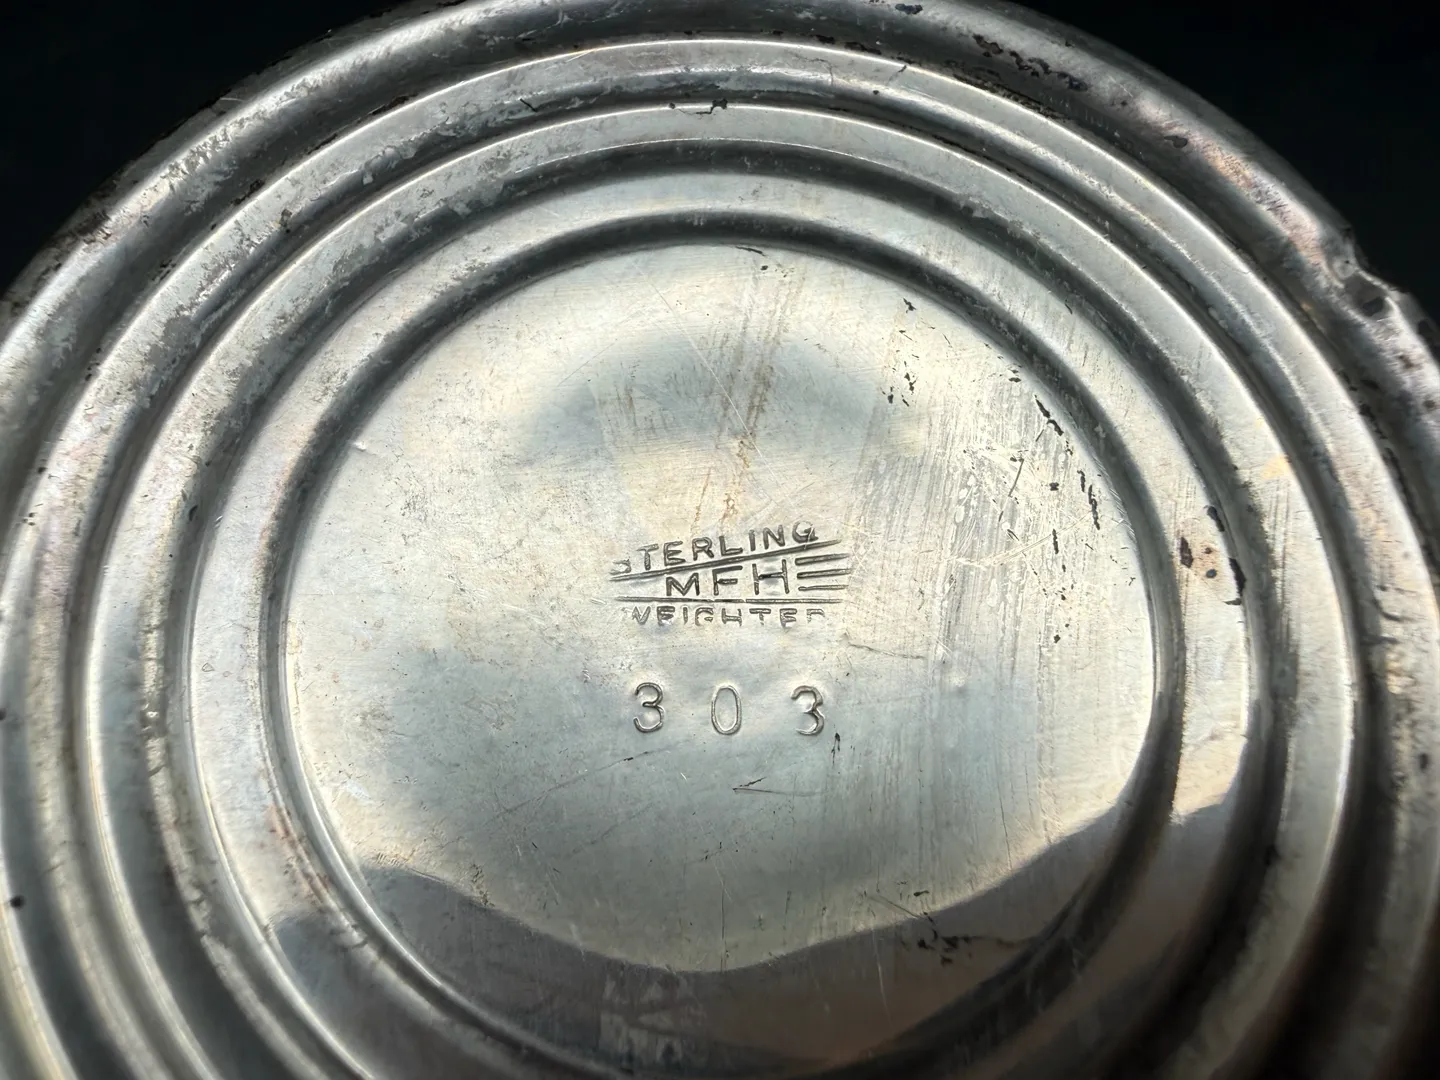 STERLING
MFH
WEIGHTED
303